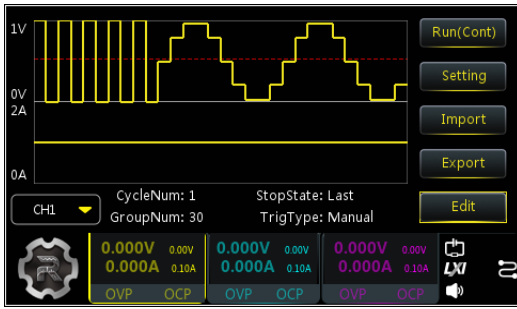 1V
Run(Cont)
Setting
0V
2A
Import
Export
0A
CH1
CycleNum: 1
StopState: Last
GroupNum: 30
TrigType: Manual
Edit
0.000V 0.00V
0.000A 0.10A
OVP OCP
0.000V 0.00V
0.000A 0.10A
OVP OCP
0.000V 0.00V
0.000A 0.10A
OVP OCP
R
LXI